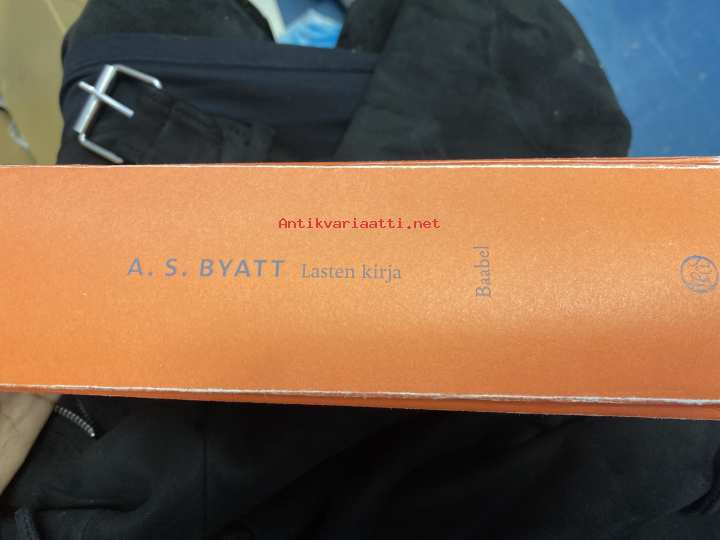 Antikvariaatti.net
A. S. BYATT Lasten kirja
Baabel